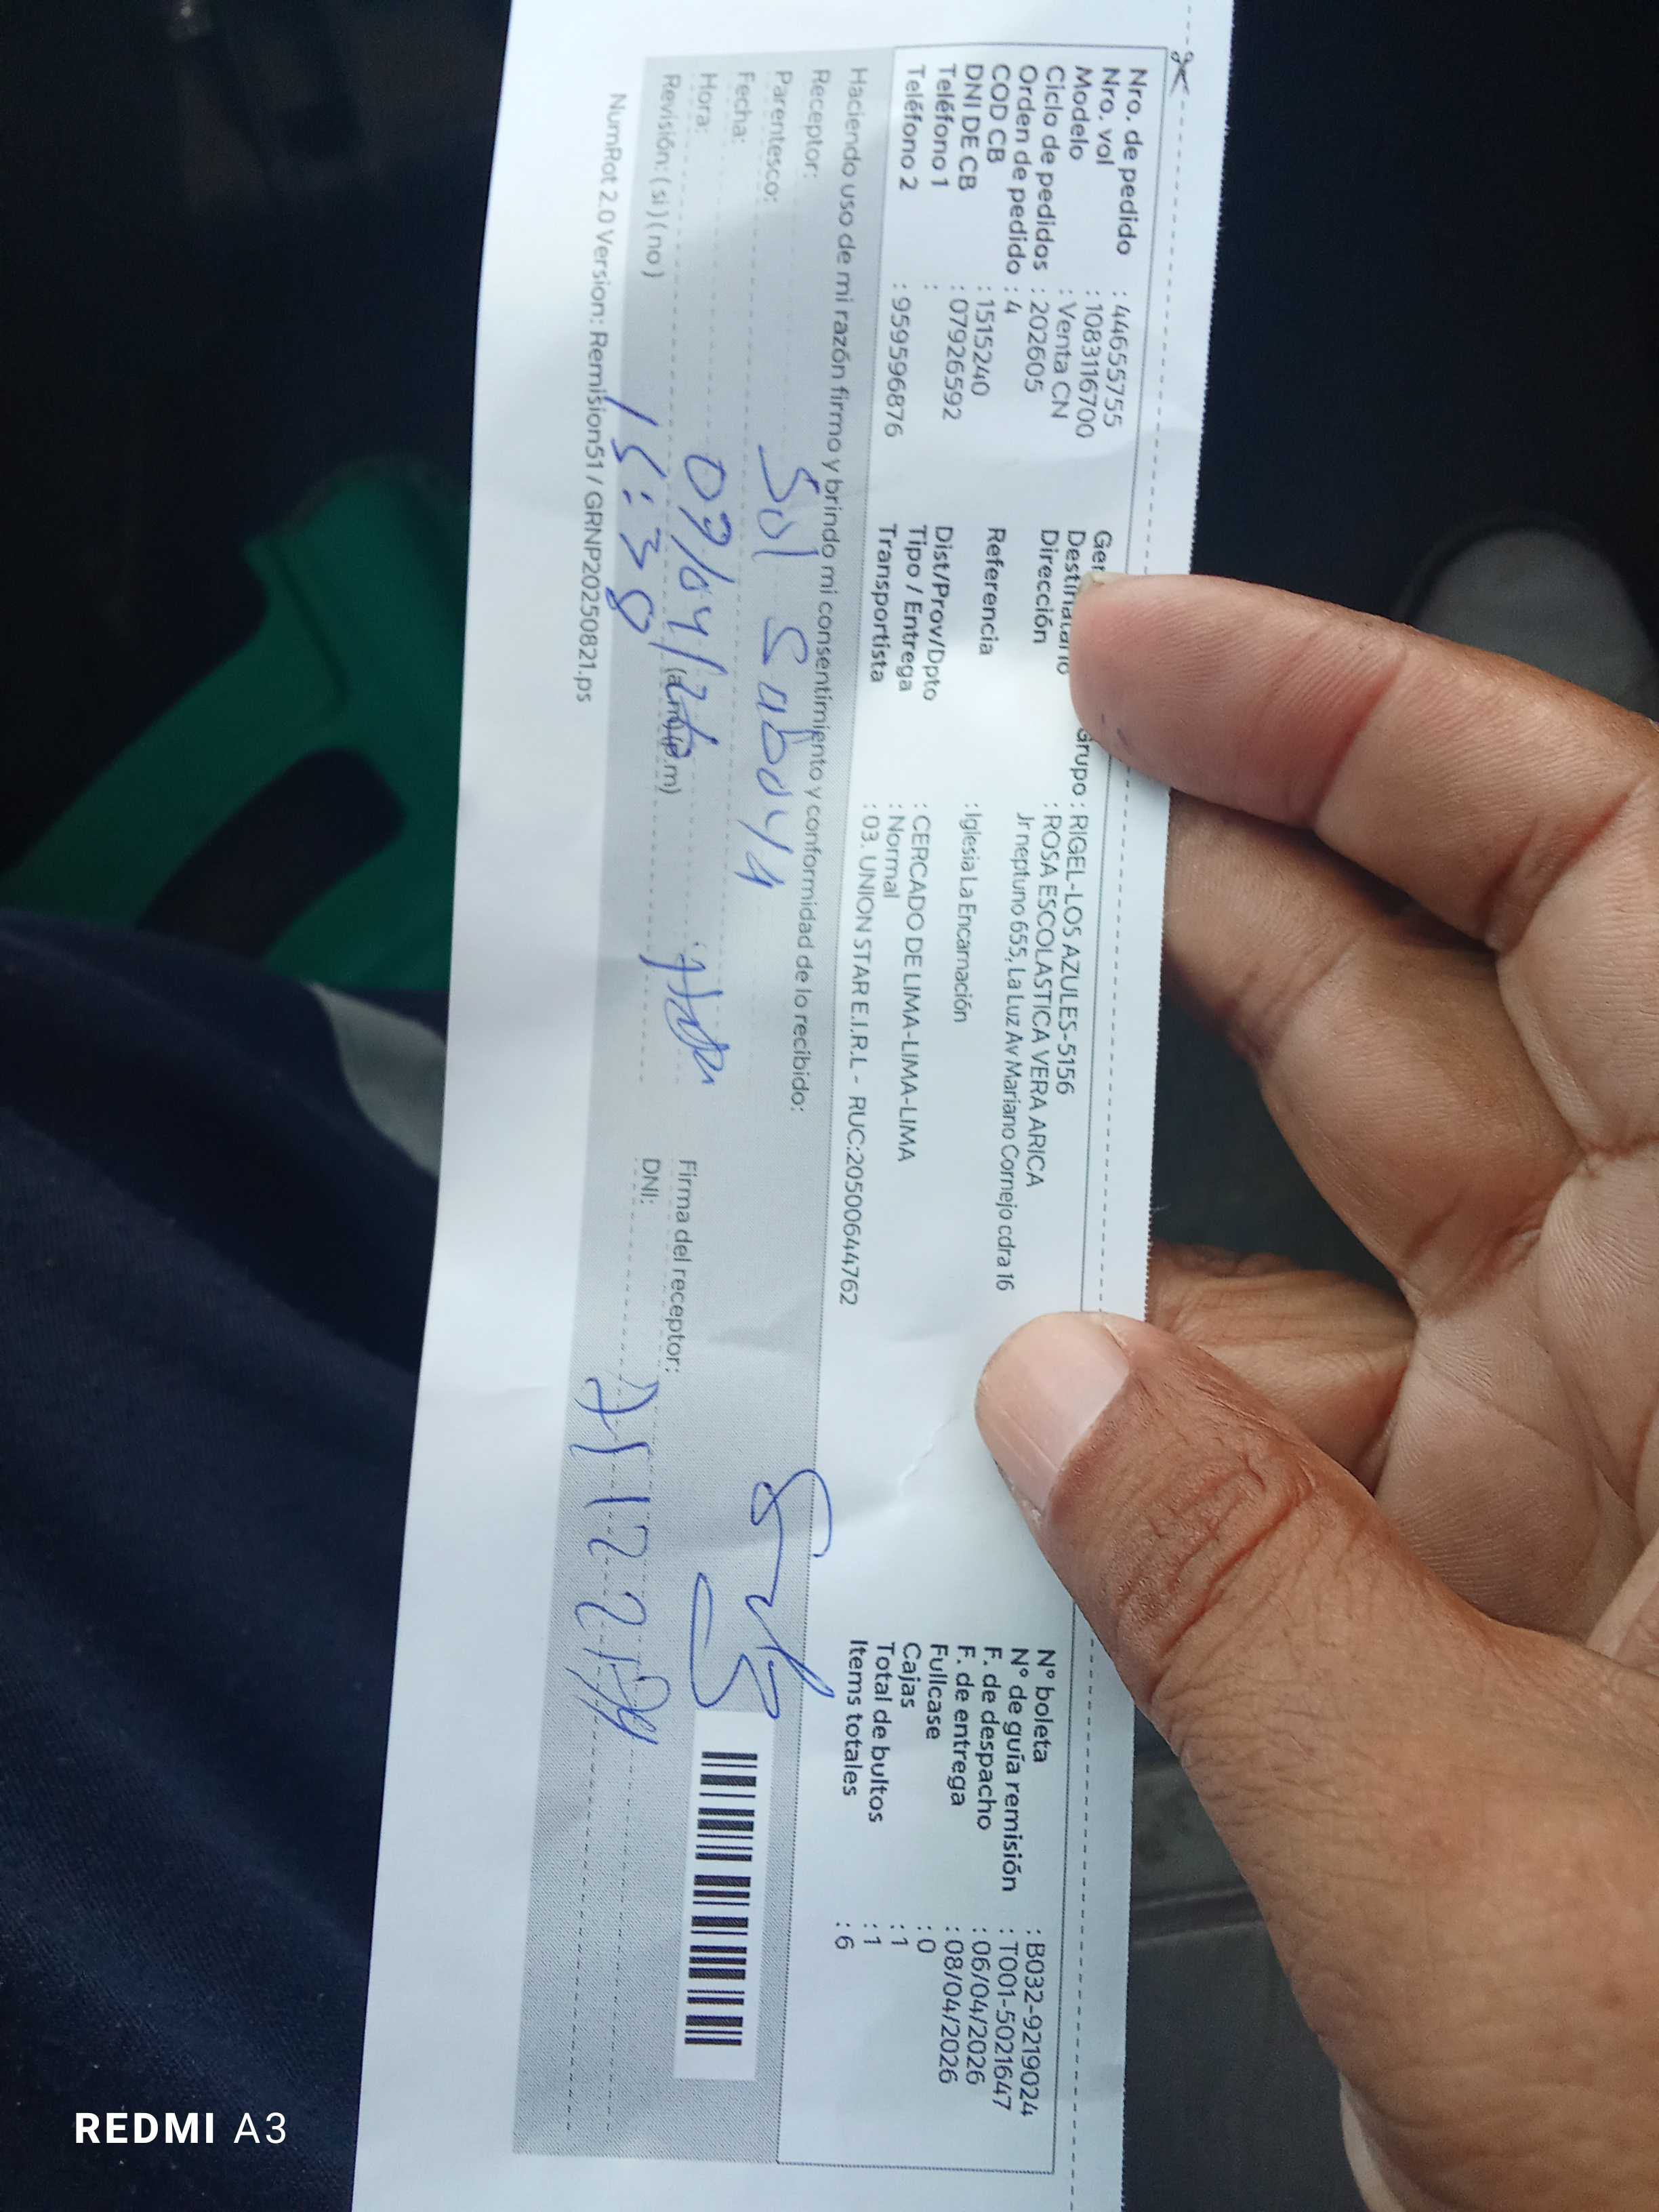 Nro. de pedido : 44655755
Nro. vol : 1083116700
Modelo : Venta CN
Ciclo de pedidos : 202605
Orden de pedido : 4
COD CB : 1515240
DNI DE CB : 07926592
Teléfono 1 :
Teléfono 2 : 959596876
Grupo : RIGEL-LOS AZULES-5156
Destinatario : ROSA ESCOLASTICA VERA ARICA
Dirección Jr neptuno 655, La Luz Av Mariano Cornejo cdra 16
Referencia : Iglesia La Encarnación
Dist/Prov/Dpto : CERCADO DE LIMA-LIMA-LIMA
Tipo / Entrega : Normal
Transportista : 03. UNION STAR E.I.R.L - RUC:20500644762
N° boleta : B032-9219024
N° de guía remisión : T001-5021647
F. de despacho : 06/04/2026
F. de entrega : 08/04/2026
Fullcase : 0
Cajas : 1
Total de bultos : 1
Items totales : 6
Haciendo uso de mi razón firmo y brindo mi consentimiento y conformidad de lo recibido:
Receptor: Sol
Parentesco:
Fecha:
Hora: (a.m) (p.m)
Revisión: ( si ) ( no ) 15:38
Firma del receptor:
DNI:
NumRot 2.0 Version: Remision51 / GRNP20250821.ps
REDMI A3